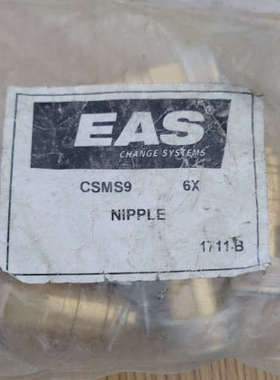 EAS
CHANGE SYSTEMS
CSMS9 6X
NIPPLE
1711-B